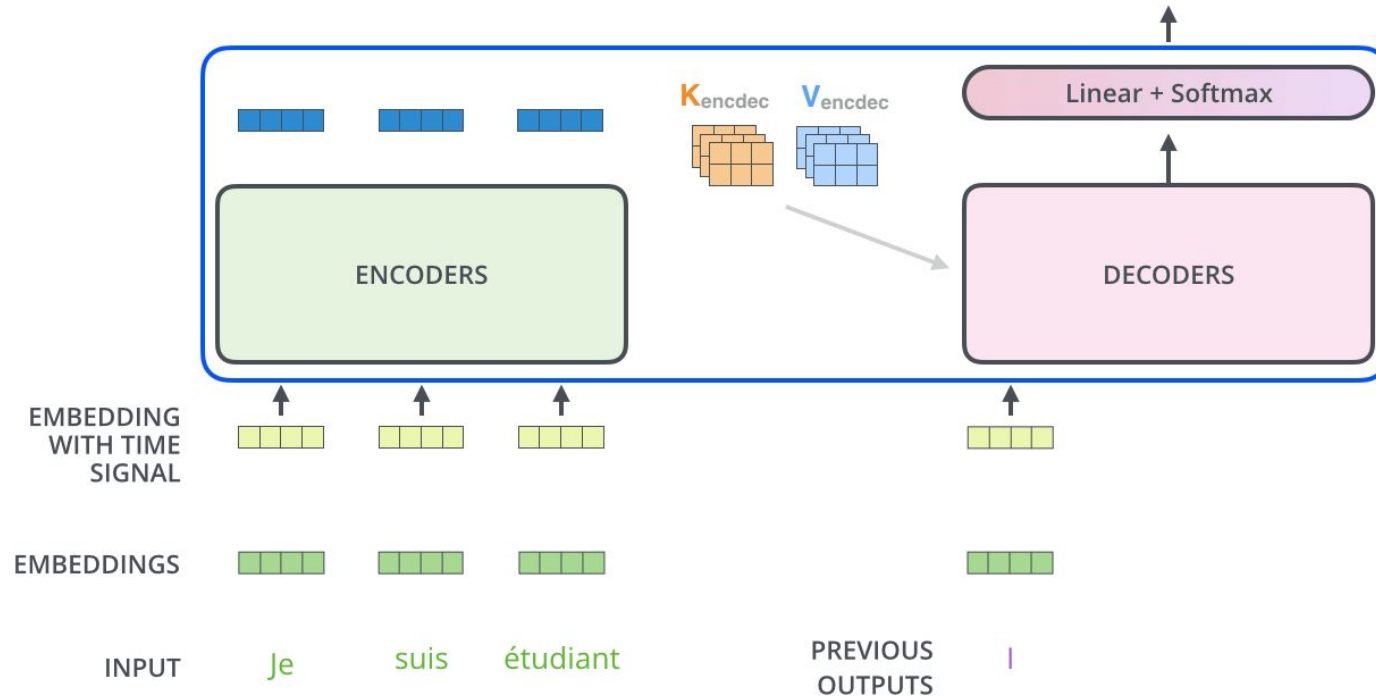 Kencdec Vencdec
Linear + Softmax
ENCODERS
DECODERS
EMBEDDING
WITH TIME
SIGNAL
EMBEDDINGS
INPUT
Je suis étudiant
PREVIOUS
OUTPUTS
I